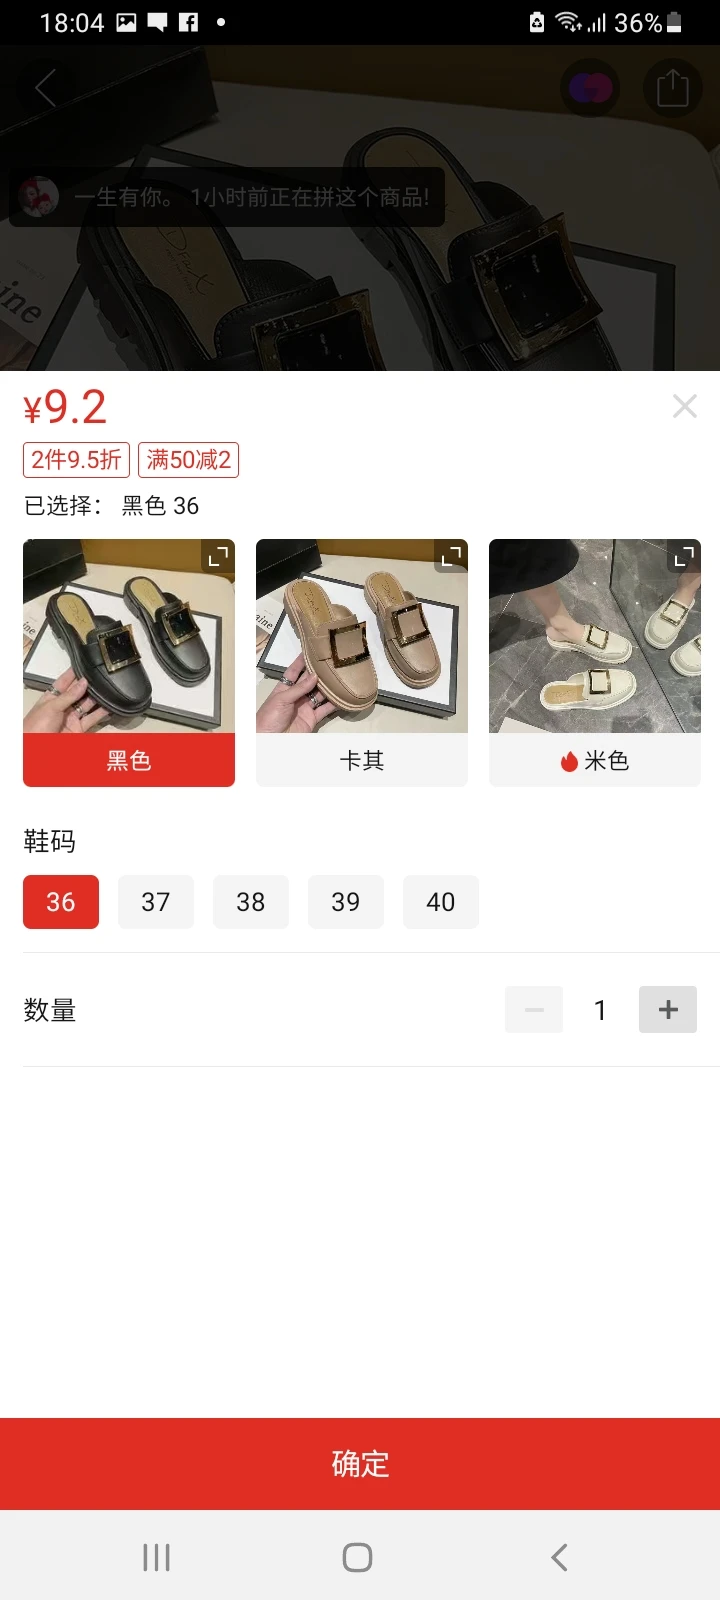 18:04
36%
一生有你。 1小时前正在拼这个商品!
ine
¥9.2
2件9.5折 满50减2
已选择： 黑色 36
黑色 卡其 米色
鞋码
36 37 38 39 40
数量
1
确定